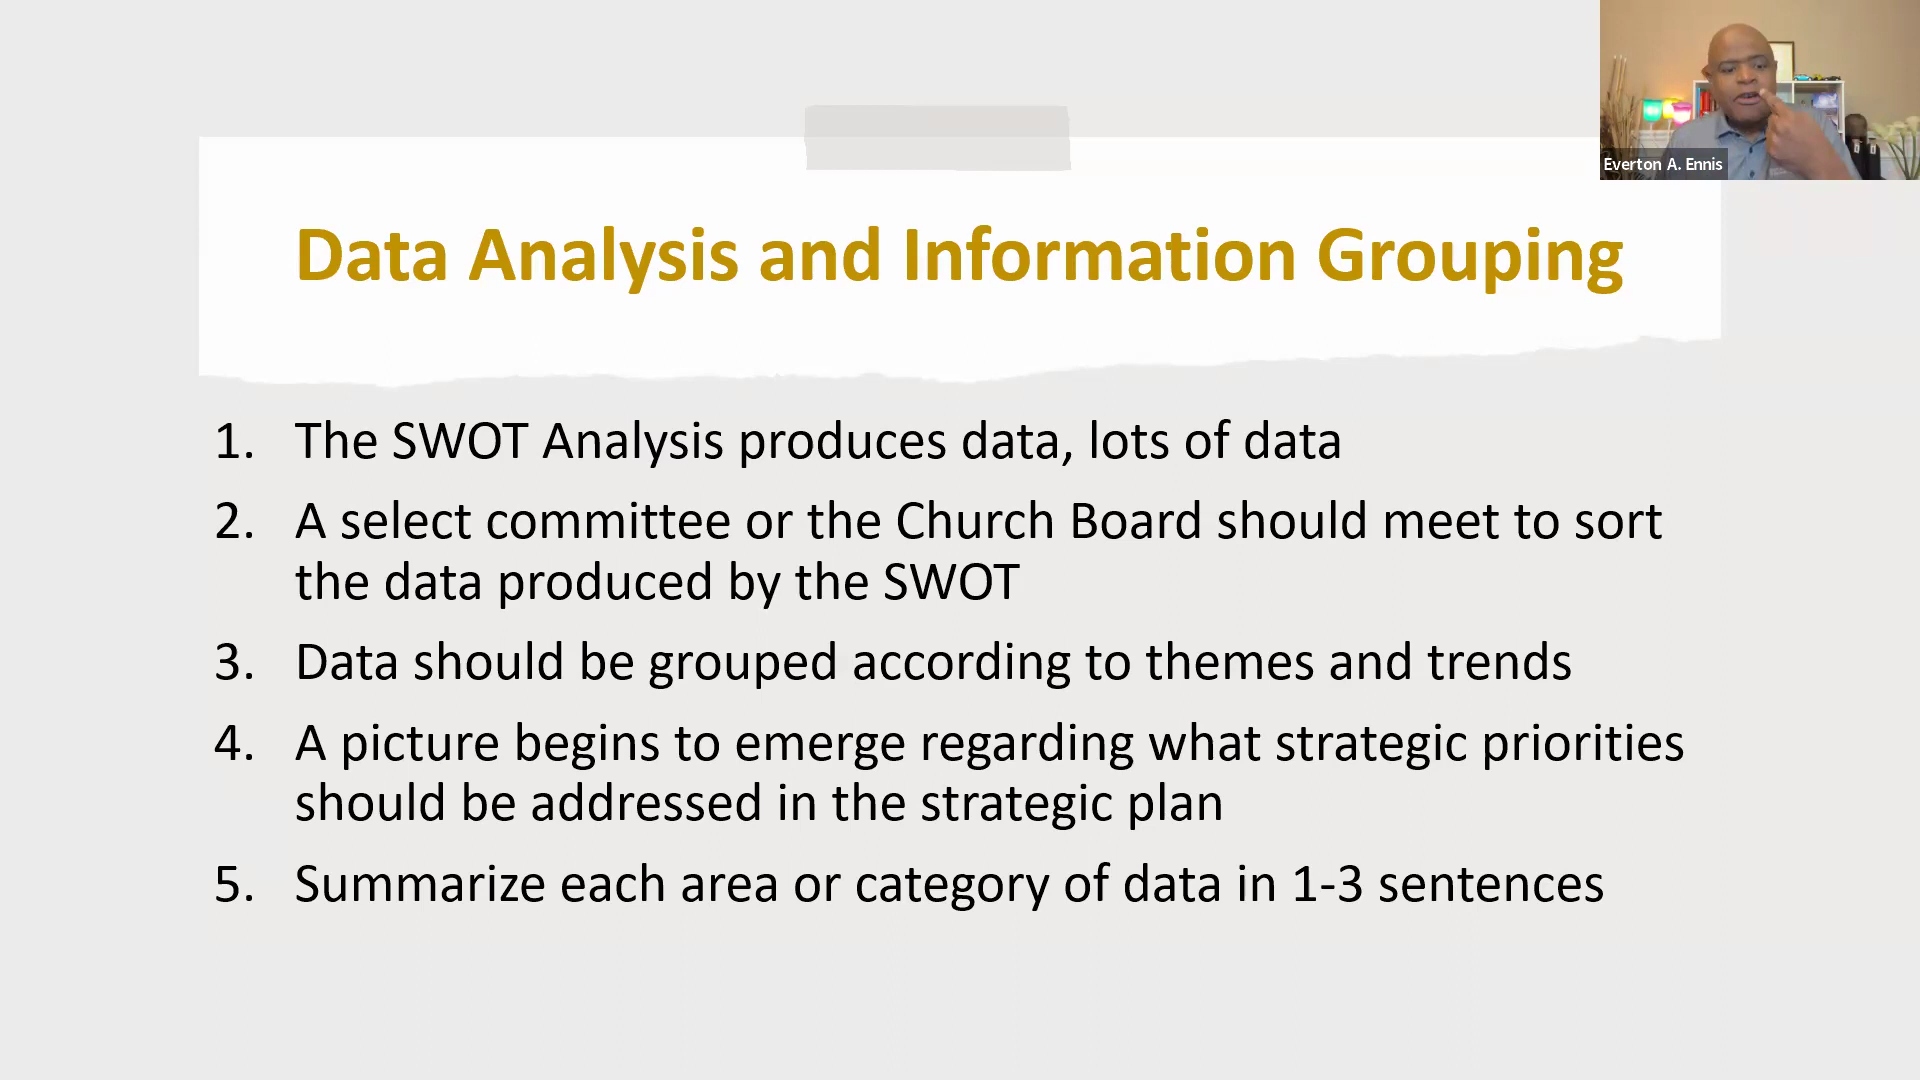 Everton A. Ennis
Data Analysis and Information Grouping
1. The SWOT Analysis produces data, lots of data
2. A select committee or the Church Board should meet to sort
the data produced by the SWOT
3. Data should be grouped according to themes and trends
4. A picture begins to emerge regarding what strategic priorities
should be addressed in the strategic plan
5. Summarize each area or category of data in 1-3 sentences